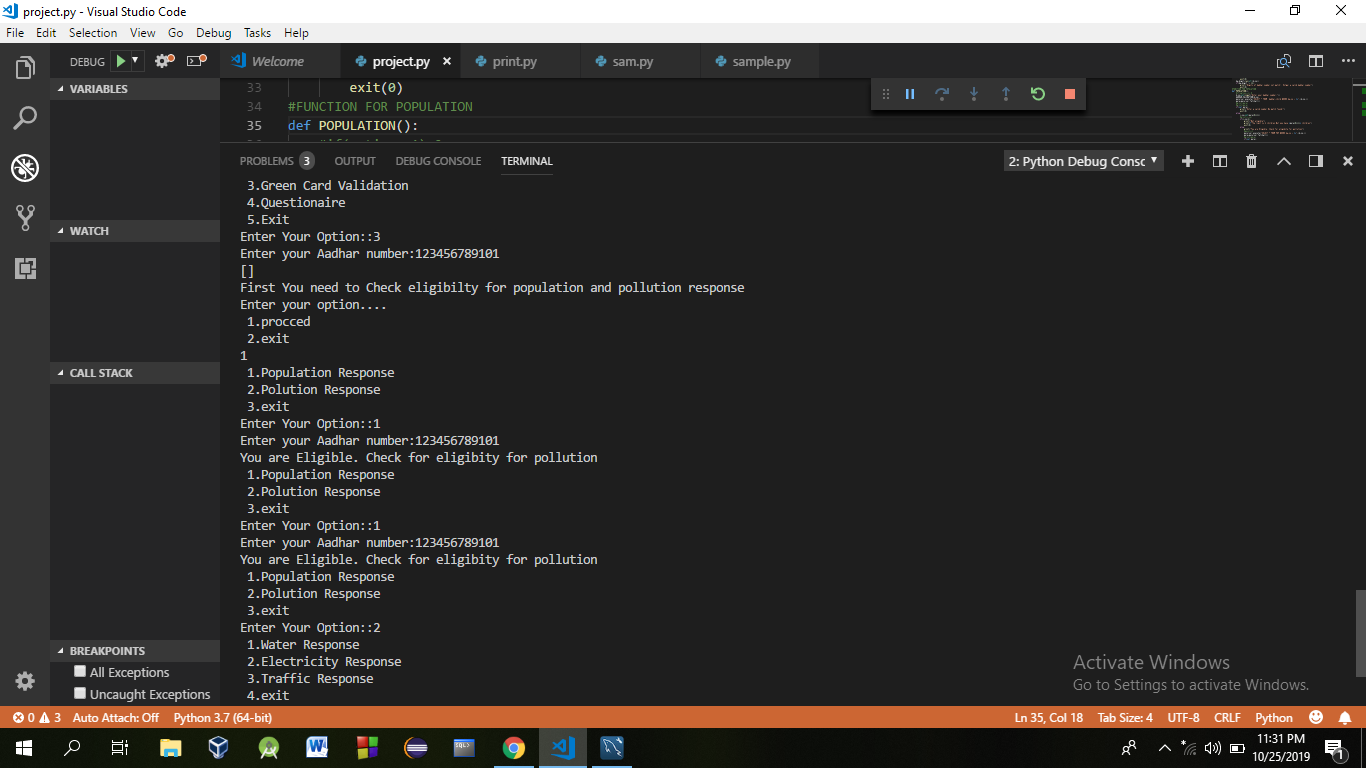 project.py - Visual Studio Code
File Edit Selection View Go Debug Tasks Help
DEBUG
Welcome project.py × print.py sam.py sample.py
VARIABLES
WATCH
CALL STACK
BREAKPOINTS
All Exceptions
Uncaught Exceptions
33 exit(0)
34 #FUNCTION FOR POPULATION
35 def POPULATION():
PROBLEMS 3 OUTPUT DEBUG CONSOLE TERMINAL 2: Python Debug Consc
3.Green Card Validation
4.Questionaire
5.Exit
Enter Your Option::3
Enter your Aadhar number:123456789101
[]
First You need to Check eligibilty for population and pollution response
Enter your option....
1.procced
2.exit
1
1.Population Response
2.Polution Response
3.exit
Enter Your Option::1
Enter your Aadhar number:123456789101
You are Eligible. Check for eligibity for pollution
1.Population Response
2.Polution Response
3.exit
Enter Your Option::1
Enter your Aadhar number:123456789101
You are Eligible. Check for eligibity for pollution
1.Population Response
2.Polution Response
3.exit
Enter Your Option::2
1.Water Response
2.Electricity Response
3.Traffic Response
4.exit
Activate Windows
Go to Settings to activate Windows.
0 3 Auto Attach: Off Python 3.7 (64-bit) Ln 35, Col 18 Tab Size: 4 UTF-8 CRLF Python
SQL
11:31 PM
10/25/2019
1